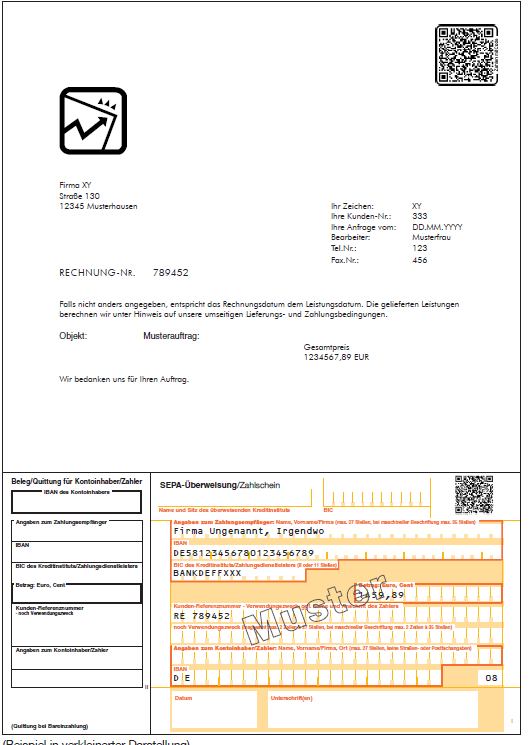 Zahlen mit Code
Firma XY
Straße 130
12345 Musterhausen
Ihr Zeichen: XY
Ihre Kunden-Nr.: 333
Ihre Anfrage vom: DD.MM.YYYY
Bearbeiter: Musterfrau
Tel.Nr.: 123
Fax.Nr.: 456
RECHNUNG-NR. 789452
Falls nicht anders angegeben, entspricht das Rechnungsdatum dem Leistungsdatum. Die gelieferten Leistungen
berechnen wir unter Hinweis auf unsere umseitigen Lieferungs- und Zahlungsbedingungen.
Objekt: Musterauftrag:
Gesamtpreis
1234567,89 EUR
Wir bedanken uns für Ihren Auftrag.
Beleg/Quittung für Kontoinhaber/Zahler
IBAN des Kontoinhabers
Angaben zum Zahlungsempfänger
IBAN
BIC des Kreditinstituts/Zahlungsdienstleisters
Betrag: Euro, Cent
Kunden-Referenznummer
- noch Verwendungszweck
Angaben zum Kontoinhaber/Zahler
II
(Quittung bei Bareinzahlung)
SEPA-Überweisung/Zahlschein
Name und Sitz des überweisenden Kreditinstituts BIC
Angaben zum Zahlungsempfänger: Name, Vorname/Firma (max. 27 Stellen, bei maschineller Beschriftung max. 35 Stellen)
Firma Ungenannt, Irgendwo
IBAN
DE58123456780123456789
BIC des Kreditinstituts/Zahlungsdienstleisters (8 oder 11 Stellen)
BANKDEFFXXX
Betrag: Euro, Cent
1459,89
Kunden-Referenznummer - Verwendungszweck, ggf. Name und Anschrift des Zahlers
RE 789452
noch Verwendungszweck (insgesamt max. 2 Zeilen à 27 Stellen, bei maschineller Beschriftung max. 2 Zeilen à 35 Stellen)
Muster
Angaben zum Kontoinhaber/Zahler: Name, Vorname/Firma, Ort (max. 27 Stellen, keine Straßen- oder Postfachangaben)
IBAN
D E 08
Datum Unterschrift(en)
I
(Beispiel in verkleinerter Darstellung)